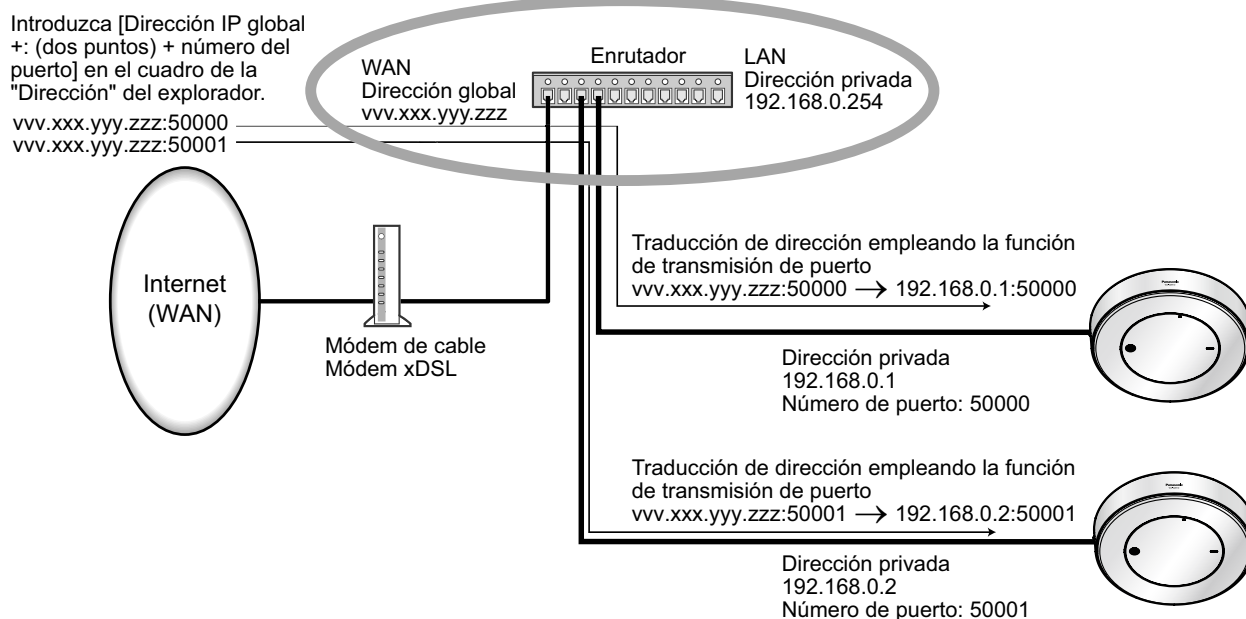 Introduzca [Dirección IP global
+: (dos puntos) + número del
puerto] en el cuadro de la
"Dirección" del explorador.
vvv.xxx.yyy.zzz:50000
vvv.xxx.yyy.zzz:50001
WAN
Dirección global
vvv.xxx.yyy.zzz
Enrutador
LAN
Dirección privada
192.168.0.254
Internet
(WAN)
Módem de cable
Módem xDSL
Traducción de dirección empleando la función
de transmisión de puerto
vvv.xxx.yyy.zzz:50000 → 192.168.0.1:50000
Dirección privada
192.168.0.1
Número de puerto: 50000
Traducción de dirección empleando la función
de transmisión de puerto
vvv.xxx.yyy.zzz:50001 → 192.168.0.2:50001
Dirección privada
192.168.0.2
Número de puerto: 50001
Panasonic
Panasonic